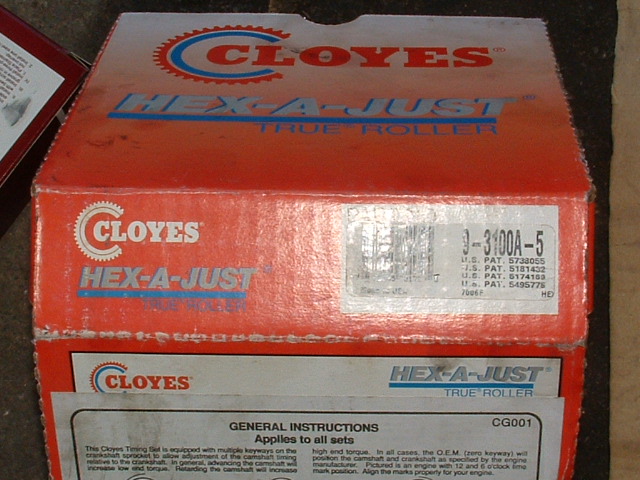 CLOYES®
HEX-A-JUST®
TRUE® ROLLER
CLOYES®
HEX-A-JUST®
TRUE® ROLLER
9-3100A-5
U.S. PAT. 5738055
U.S. PAT. 5181432
U.S. PAT. 5174169
U.S. PAT. 5495776
HEX
CLOYES®
HEX-A-JUST®
TRUE® ROLLER
CG001
GENERAL INSTRUCTIONS
Applies to all sets
This Cloyes Timing Set is equipped with multiple keyways on the
crankshaft sprocket to allow adjustment of the camshaft timing
relative to the crankshaft. In general, advancing the camshaft will
increase low end torque. Retarding the camshaft will increase
high end torque. In all cases, the O.E.M. (zero keyway) will
position the camshaft and crankshaft as specified by the engine
manufacturer. Pictured is an engine with 12 and 6 o'clock time
mark position. Align the marks properly for your engine.